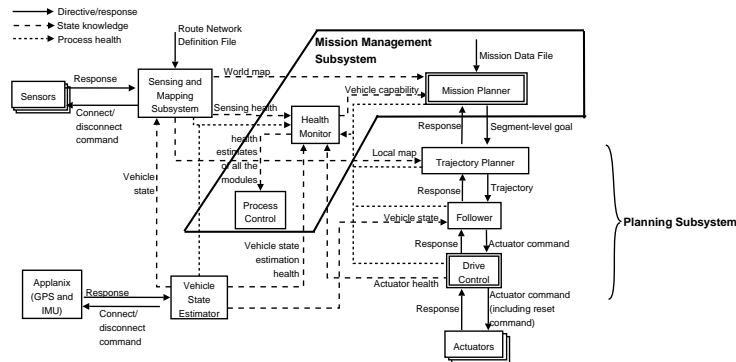 Directive/response
State knowledge
Process health
Route Network
Definition File
Mission Management
Subsystem
Mission Data File
Sensors
Response
Connect/
disconnect
command
Sensing and
Mapping
Subsystem
World map
Sensing health
Vehicle capability
Mission Planner
Health
Monitor
Response
Segment-level goal
health
estimates
of all the
modules
Local map
Trajectory Planner
Vehicle
state
Process
Control
Response
Trajectory
Planning Subsystem
Vehicle state
Follower
Vehicle state
estimation
health
Response
Actuator command
Drive
Control
Applanix
(GPS and
IMU)
Response
Connect/
disconnect
command
Vehicle
State
Estimator
Actuator health
Response
Actuator command
(including reset
command)
Actuators